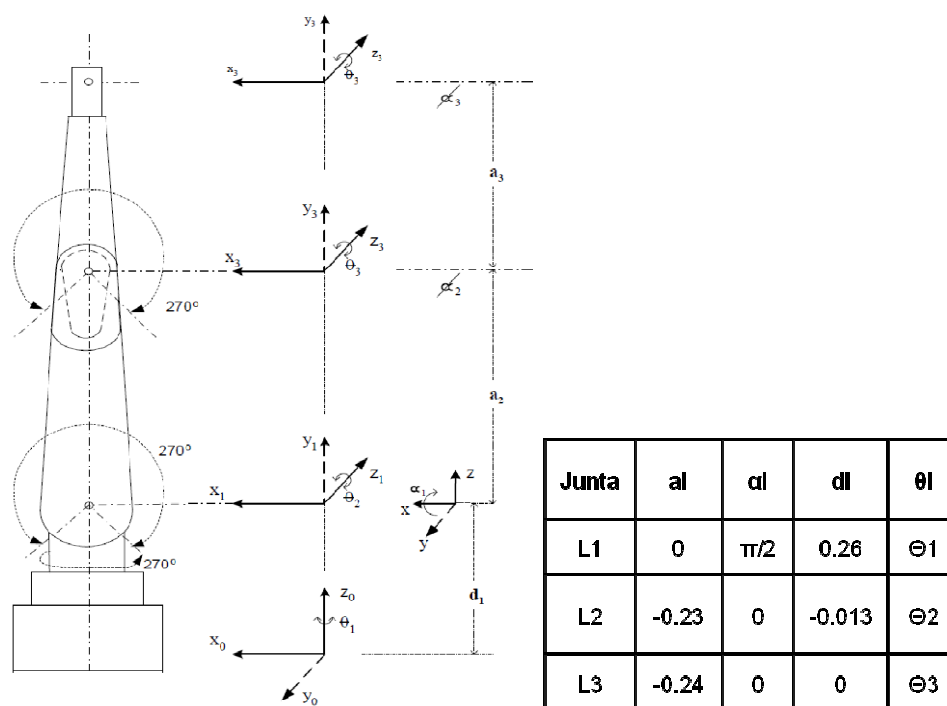 y₃
z₃
x₃
θ₃
α₃
a₃
y₃
x₃
z₃
θ₃
α₂
270°
a₂
270°
y₁
z₁
x₁
θ₂
α₁
z
x
y
270°
z₀
θ₁
d₁
x₀
y₀
Junta aI αI dI θI
L1 0 π/2 0.26 Θ1
L2 -0.23 0 -0.013 Θ2
L3 -0.24 0 0 Θ3